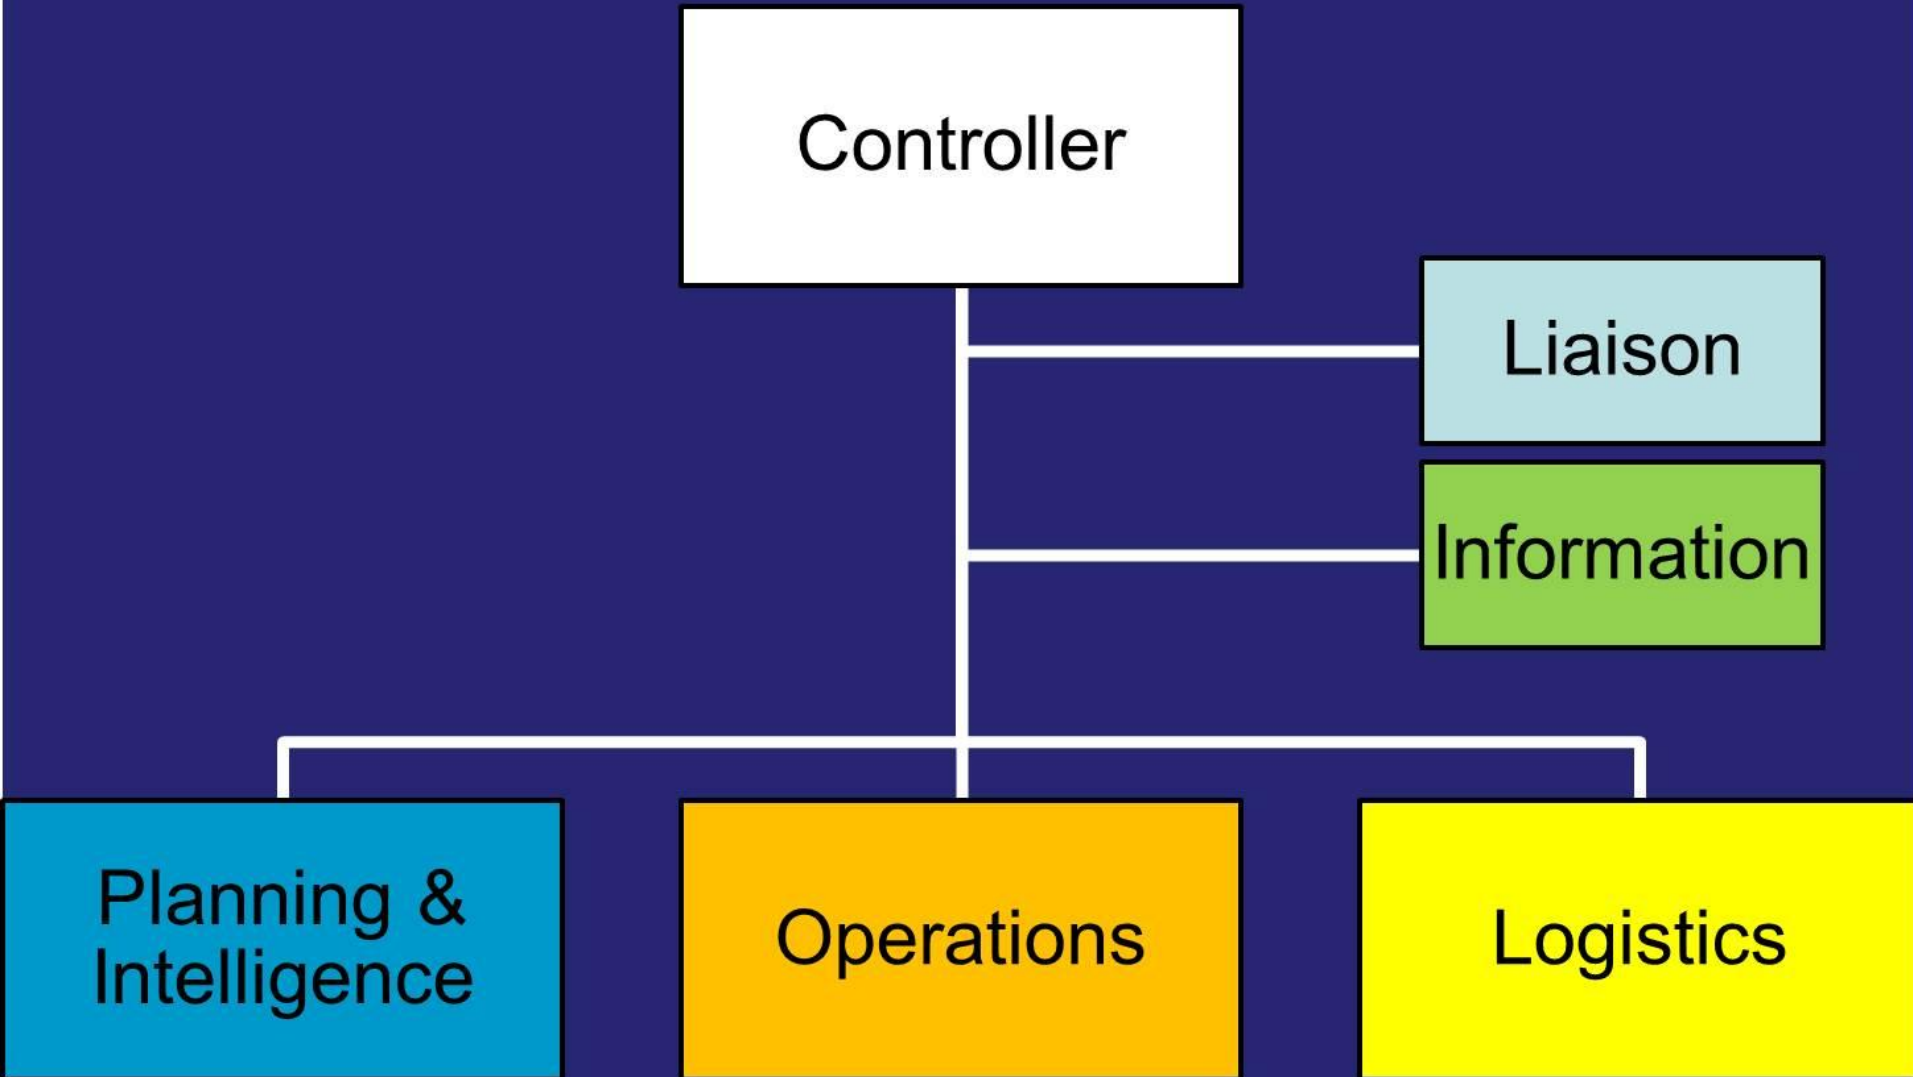 Controller
Liaison
Information
Planning &
Intelligence
Operations
Logistics